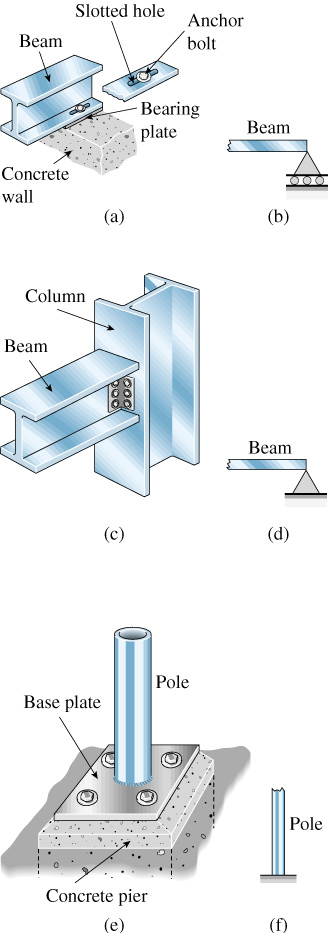 Slotted hole
Anchor
bolt
Beam
Bearing
plate
Concrete
wall
(a)
Beam
(b)
Column
Beam
(c)
Beam
(d)
Pole
Base plate
Concrete pier
(e)
Pole
(f)